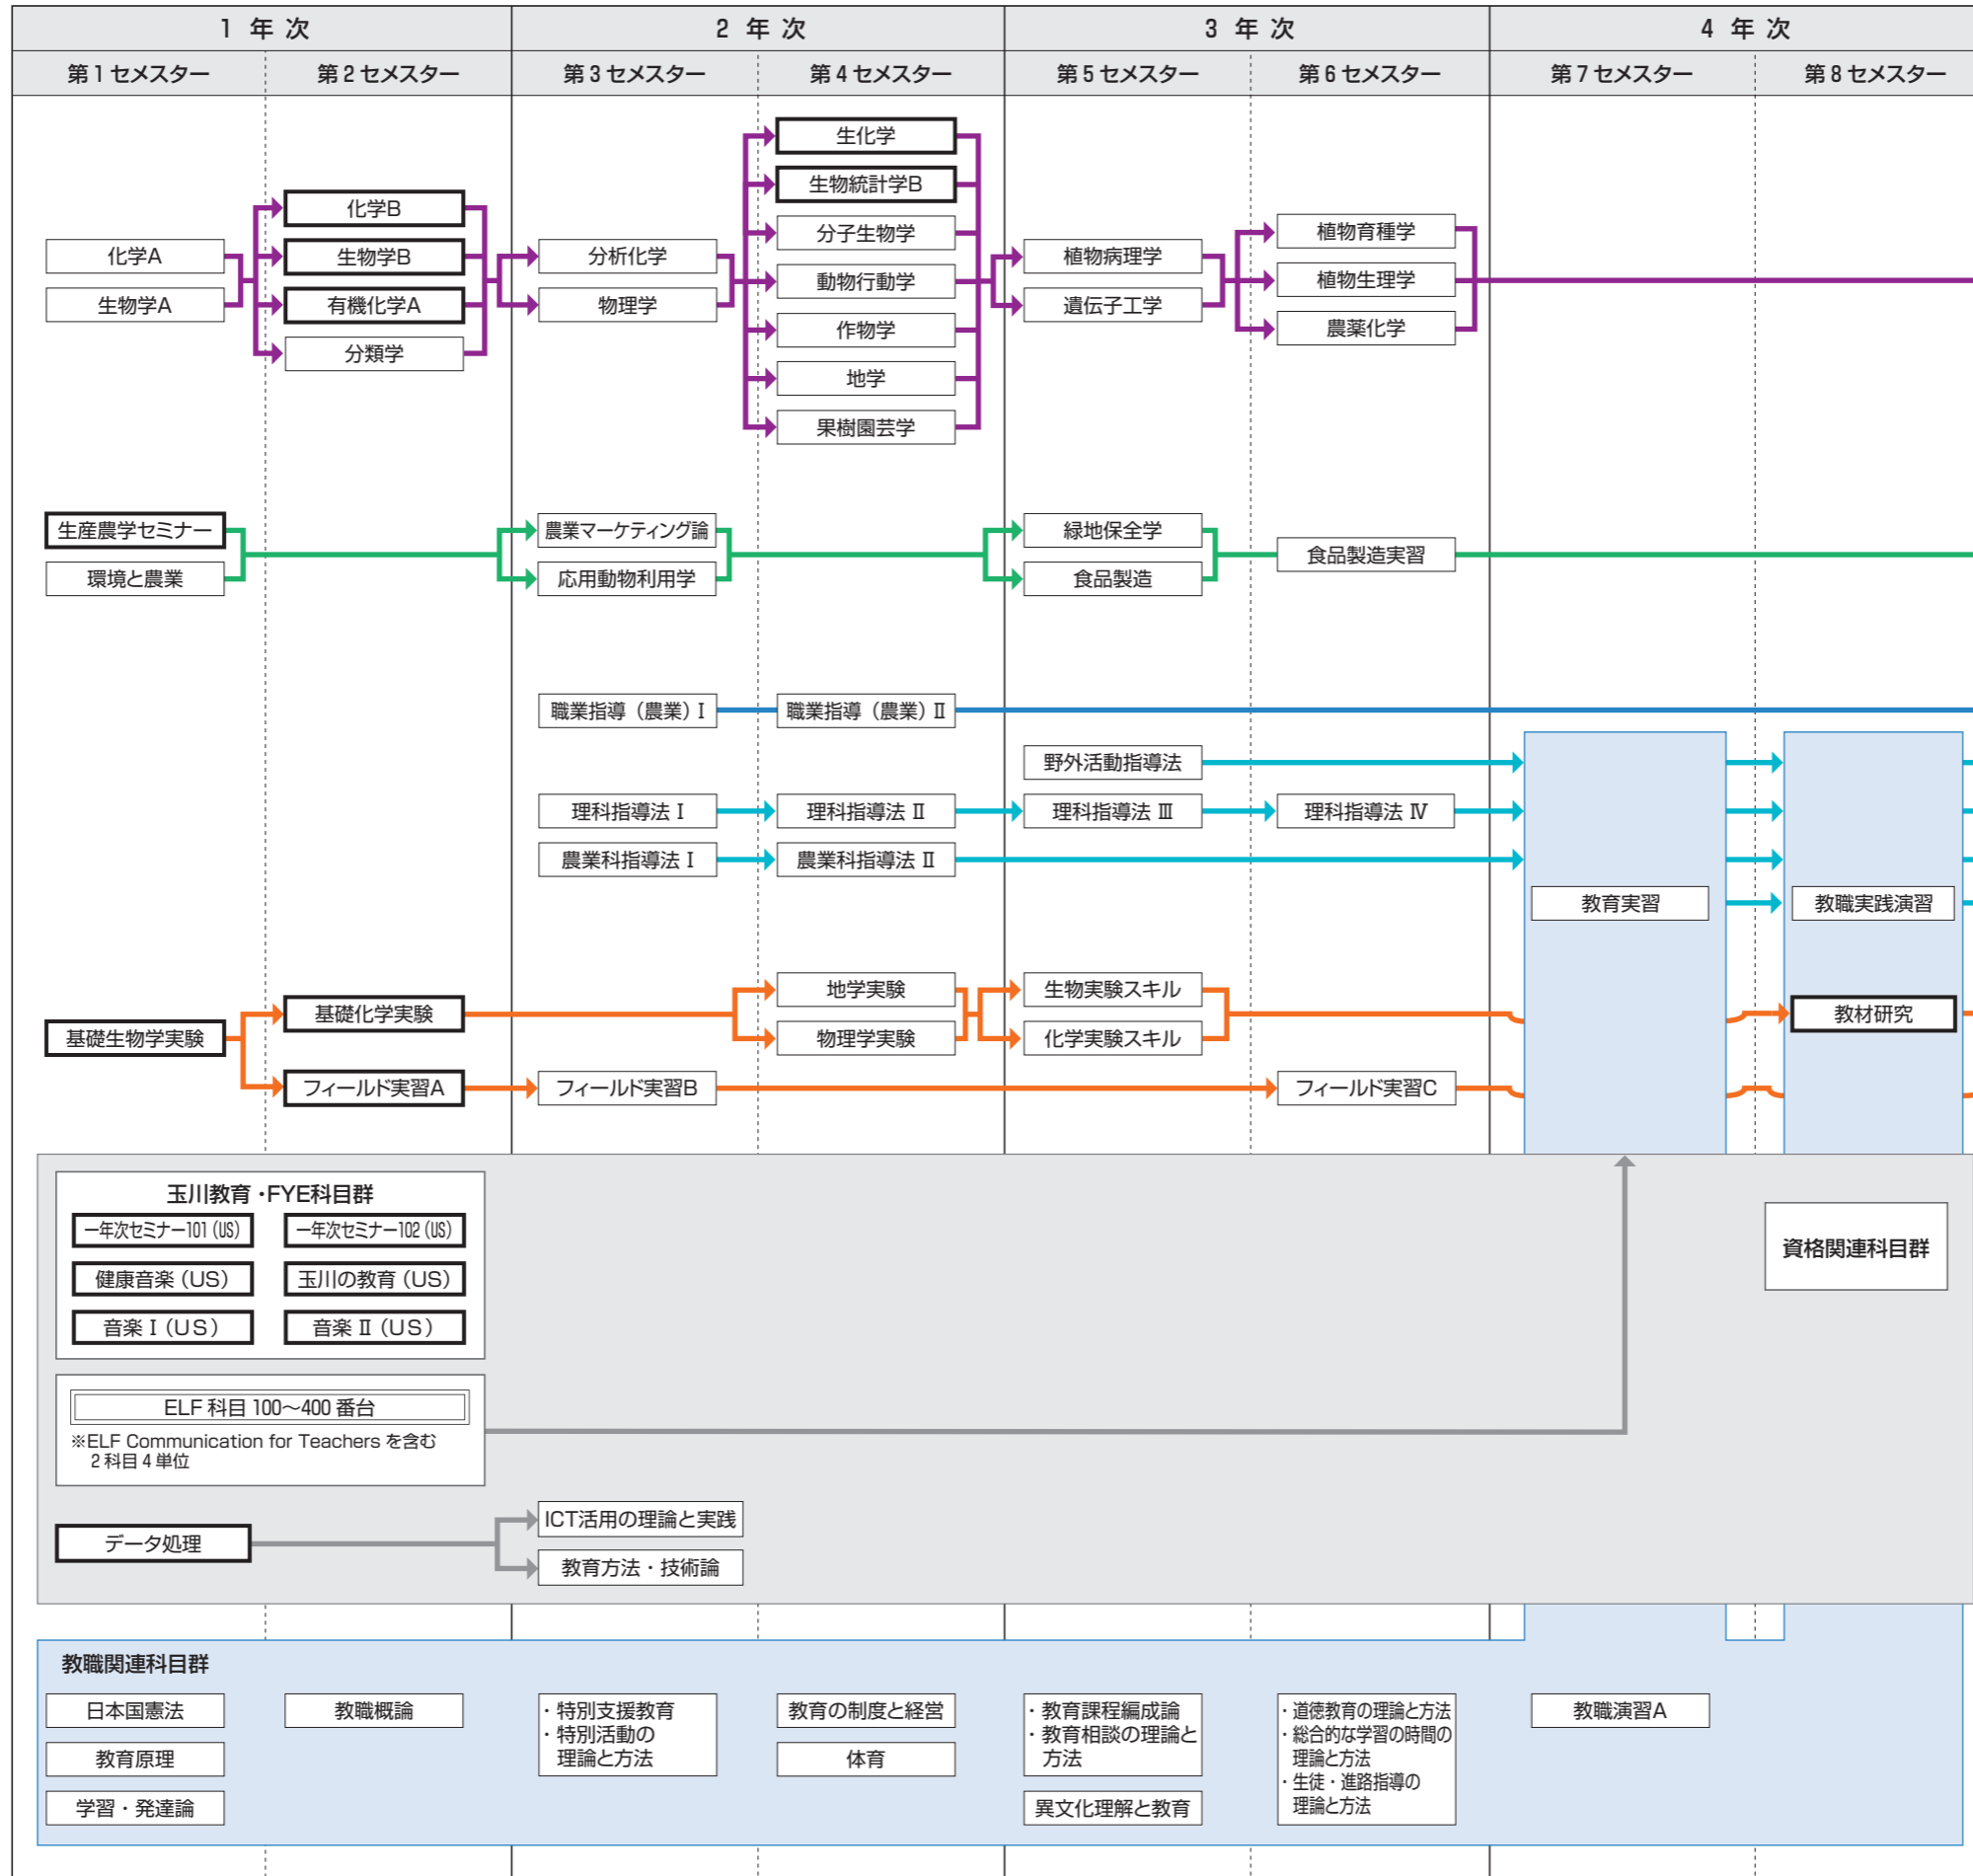 1 年 次
2 年 次
3 年 次
4 年 次
第1セメスター
第2セメスター
第3セメスター
第4セメスター
第5セメスター
第6セメスター
第7セメスター
第8セメスター
化学A
生物学A
化学B
生物学B
有機化学A
分類学
分析化学
物理学
生化学
生物統計学B
分子生物学
動物行動学
作物学
地学
果樹園芸学
植物病理学
遺伝子工学
植物育種学
植物生理学
農薬化学
生産農学セミナー
環境と農業
農業マーケティング論
応用動物利用学
緑地保全学
食品製造
食品製造実習
職業指導（農業）Ⅰ
職業指導（農業）Ⅱ
野外活動指導法
理科指導法 Ⅰ
理科指導法 Ⅱ
理科指導法 Ⅲ
理科指導法 Ⅳ
農業科指導法 Ⅰ
農業科指導法 Ⅱ
教育実習
教職実践演習
基礎生物学実験
基礎化学実験
フィールド実習A
フィールド実習B
地学実験
物理学実験
生物実験スキル
化学実験スキル
フィールド実習C
教材研究
玉川教育・FYE科目群
一年次セミナー101（US）
一年次セミナー102（US）
健康音楽（US）
玉川の教育（US）
音楽 Ⅰ（US）
音楽 Ⅱ（US）
資格関連科目群
ELF 科目 100〜400 番台
※ELF Communication for Teachers を含む
2 科目 4 単位
データ処理
ICT活用の理論と実践
教育方法・技術論
教職関連科目群
日本国憲法
教育原理
学習・発達論
教職概論
・特別支援教育
・特別活動の
理論と方法
教育の制度と経営
体育
・教育課程編成論
・教育相談の理論と
方法
異文化理解と教育
・道徳教育の理論と方法
・総合的な学習の時間の
理論と方法
・生徒・進路指導の
理論と方法
教職演習A